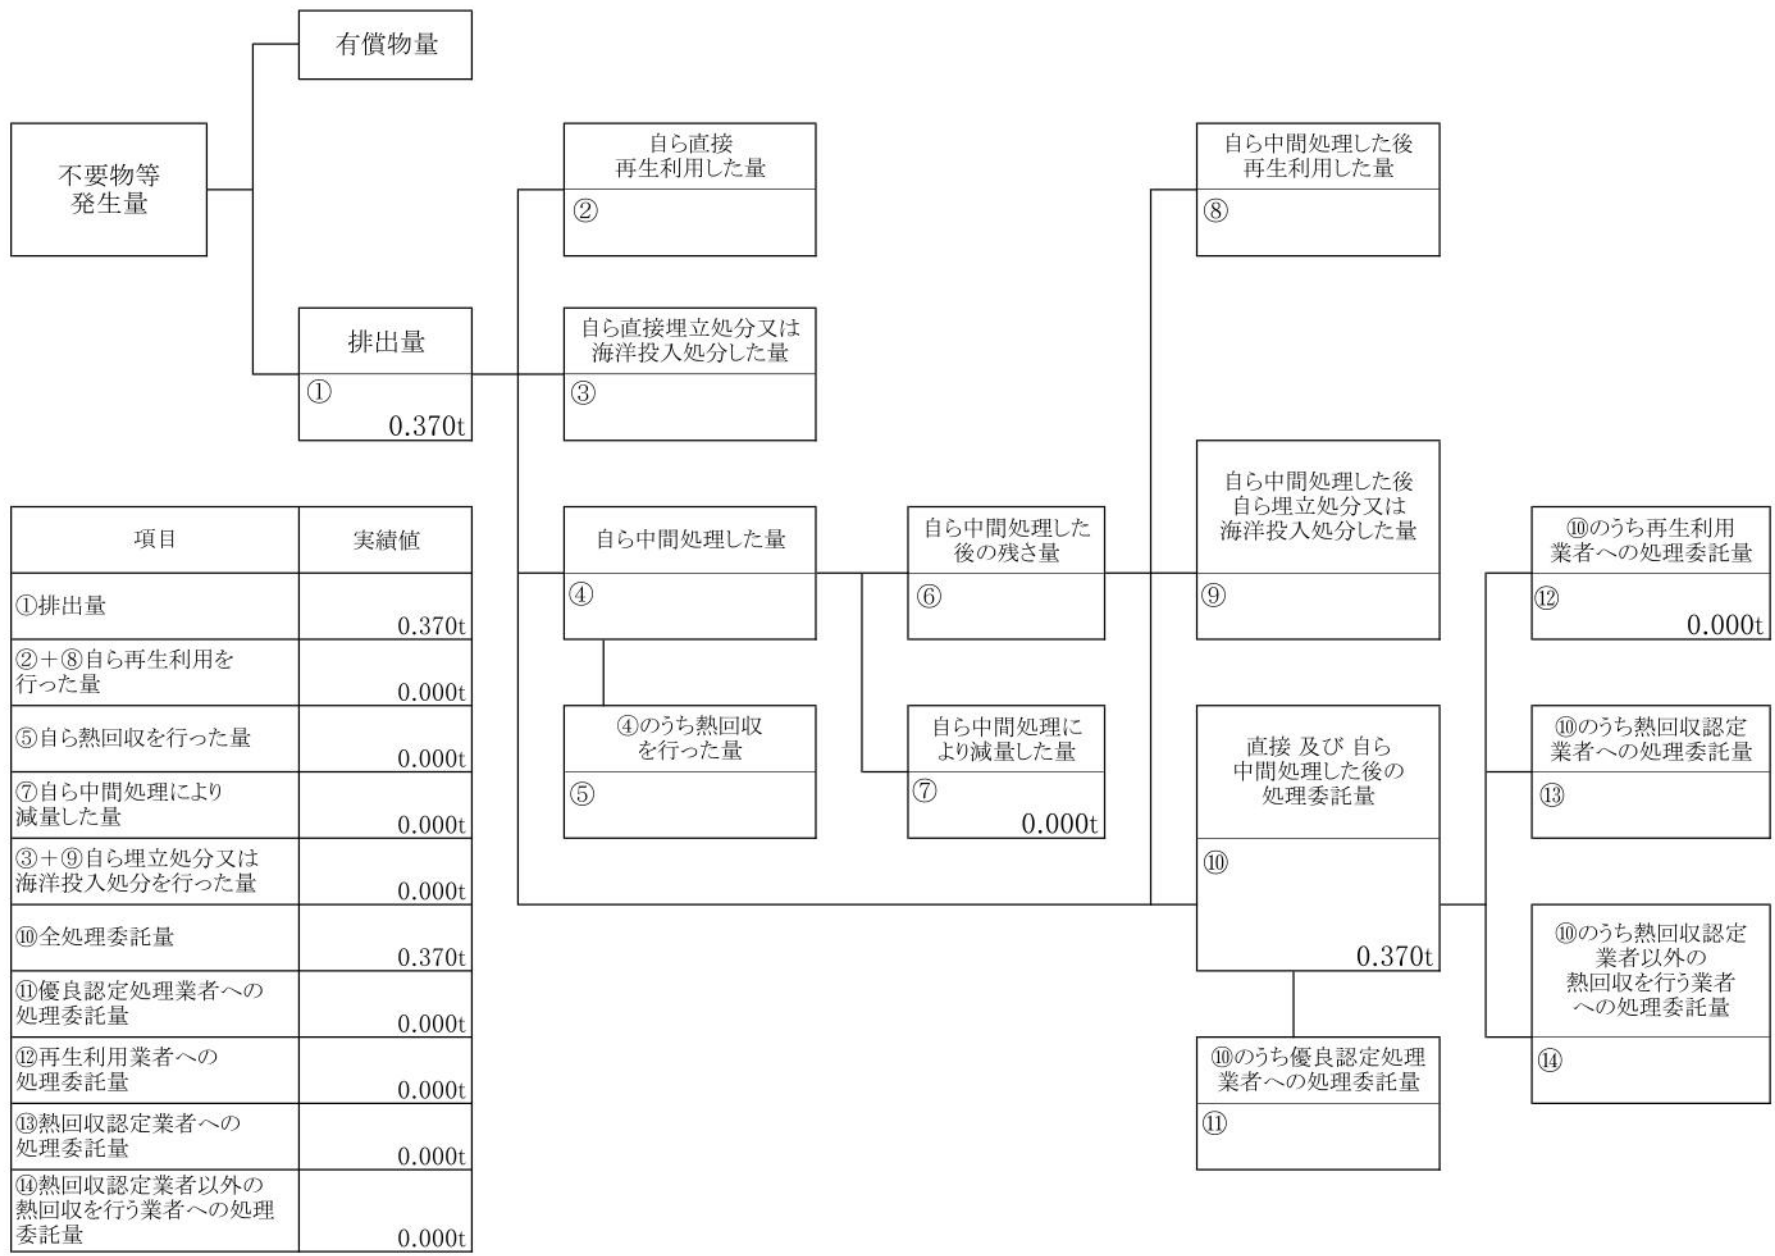 有償物量
不要物等
発生量
自ら直接
再生利用した量
②
自ら中間処理した後
再生利用した量
⑧
排出量
①
0.370t
自ら直接埋立処分又は
海洋投入処分した量
③
自ら中間処理した量
④
自ら中間処理した
後の残さ量
⑥
自ら中間処理した後
自ら埋立処分又は
海洋投入処分した量
⑨
⑩のうち再生利用
業者への処理委託量
⑫
0.000t
④のうち熱回収
を行った量
⑤
自ら中間処理に
より減量した量
⑦
0.000t
直接 及び 自ら
中間処理した後の
処理委託量
⑩
0.370t
⑩のうち熱回収認定
業者への処理委託量
⑬
⑩のうち熱回収認定
業者以外の
熱回収を行う業者
への処理委託量
⑭
⑩のうち優良認定処理
業者への処理委託量
⑪
項目
実績値
①排出量
0.370t
②＋⑧自ら再生利用を
行った量
0.000t
⑤自ら熱回収を行った量
0.000t
⑦自ら中間処理により
減量した量
0.000t
③＋⑨自ら埋立処分又は
海洋投入処分を行った量
0.000t
⑩全処理委託量
0.370t
⑪優良認定処理業者への
処理委託量
0.000t
⑫再生利用業者への
処理委託量
0.000t
⑬熱回収認定業者への
処理委託量
0.000t
⑭熱回収認定業者以外の
熱回収を行う業者への処理
委託量
0.000t